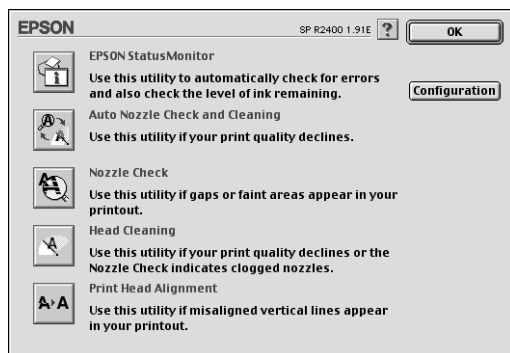 EPSON SP R2400 1.91E ? OK
EPSON StatusMonitor
Use this utility to automatically check for errors
and also check the level of ink remaining.
Configuration
Auto Nozzle Check and Cleaning
Use this utility if your print quality declines.
Nozzle Check
Use this utility if gaps or faint areas appear in your
printout.
Head Cleaning
Use this utility if your print quality declines or the
Nozzle Check indicates clogged nozzles.
Print Head Alignment
Use this utility if misaligned vertical lines appear
in your printout.